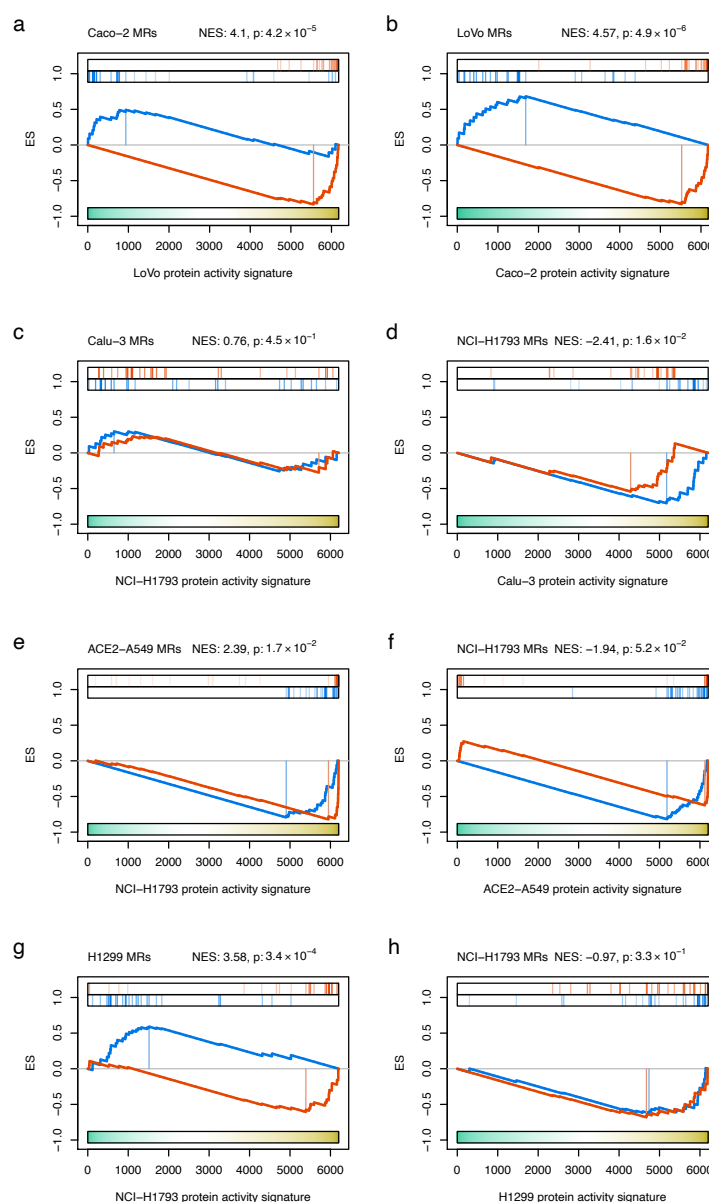 a
Caco−2 MRs NES: 4.1, p: 4.2 × 10−5
ES
1.0
0.5
0.0
−0.5
−1.0
0 1000 2000 3000 4000 5000 6000
LoVo protein activity signature
b
LoVo MRs NES: 4.57, p: 4.9 × 10−6
ES
1.0
0.5
0.0
−0.5
−1.0
0 1000 2000 3000 4000 5000 6000
Caco−2 protein activity signature
c
Calu−3 MRs NES: 0.76, p: 4.5 × 10−1
ES
1.0
0.5
0.0
−0.5
−1.0
0 1000 2000 3000 4000 5000 6000
NCI−H1793 protein activity signature
d
NCI−H1793 MRs NES: −2.41, p: 1.6 × 10−2
ES
1.0
0.5
0.0
−0.5
−1.0
0 1000 2000 3000 4000 5000 6000
Calu−3 protein activity signature
e
ACE2−A549 MRs NES: 2.39, p: 1.7 × 10−2
ES
1.0
0.5
0.0
−0.5
−1.0
0 1000 2000 3000 4000 5000 6000
NCI−H1793 protein activity signature
f
NCI−H1793 MRs NES: −1.94, p: 5.2 × 10−2
ES
1.0
0.5
0.0
−0.5
−1.0
0 1000 2000 3000 4000 5000 6000
ACE2−A549 protein activity signature
g
H1299 MRs NES: 3.58, p: 3.4 × 10−4
ES
1.0
0.5
0.0
−0.5
−1.0
0 1000 2000 3000 4000 5000 6000
NCI−H1793 protein activity signature
h
NCI−H1793 MRs NES: −0.97, p: 3.3 × 10−1
ES
1.0
0.5
0.0
−0.5
−1.0
0 1000 2000 3000 4000 5000 6000
H1299 protein activity signature